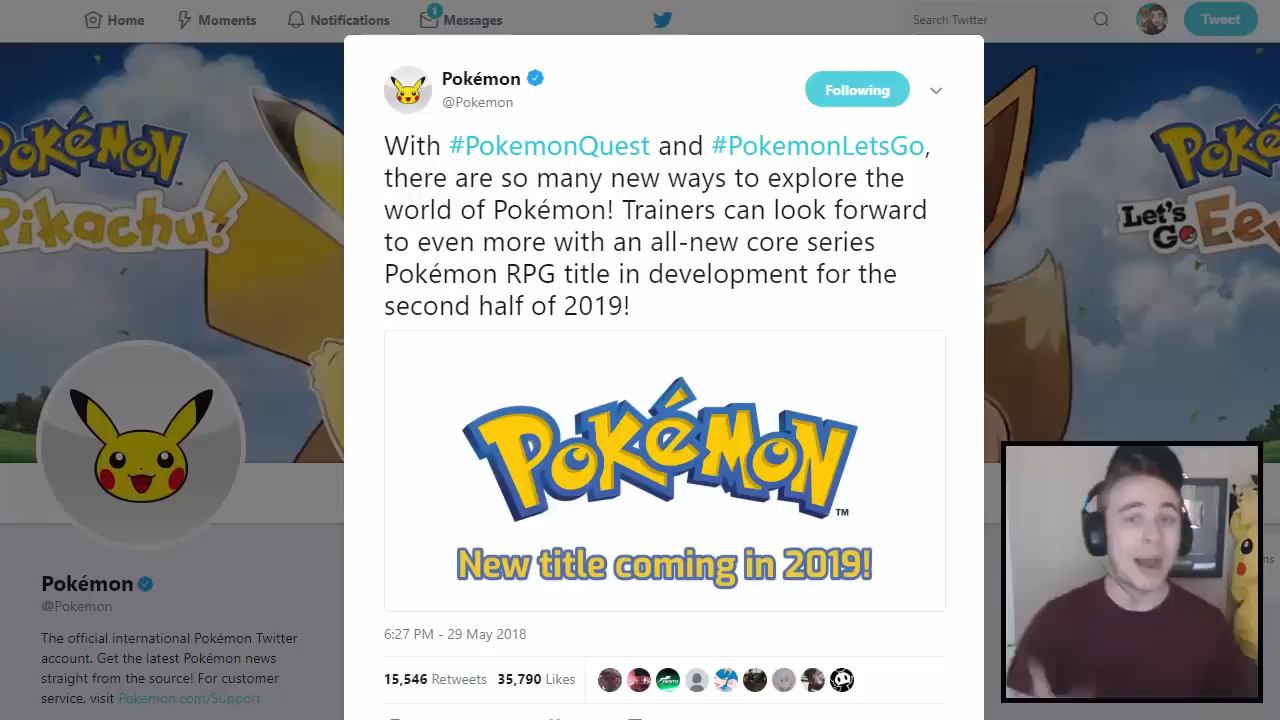 Home
Moments
Notifications
1
Messages
Search Twitter
Tweet
Pokémon
@Pokemon
Following
With #PokemonQuest and #PokemonLetsGo,
there are so many new ways to explore the
world of Pokémon! Trainers can look forward
to even more with an all-new core series
Pokémon RPG title in development for the
second half of 2019!
POKéMON
TM
New title coming in 2019!
6:27 PM - 29 May 2018
15,546 Retweets
35,790 Likes
POKéMON
Pikachu!
Poké
Let's
Go
Eev
Pokémon
@Pokemon
The official international Pokémon Twitter
account. Get the latest Pokémon news
straight from the source! For customer
service, visit Pokemon.com/Support
ns